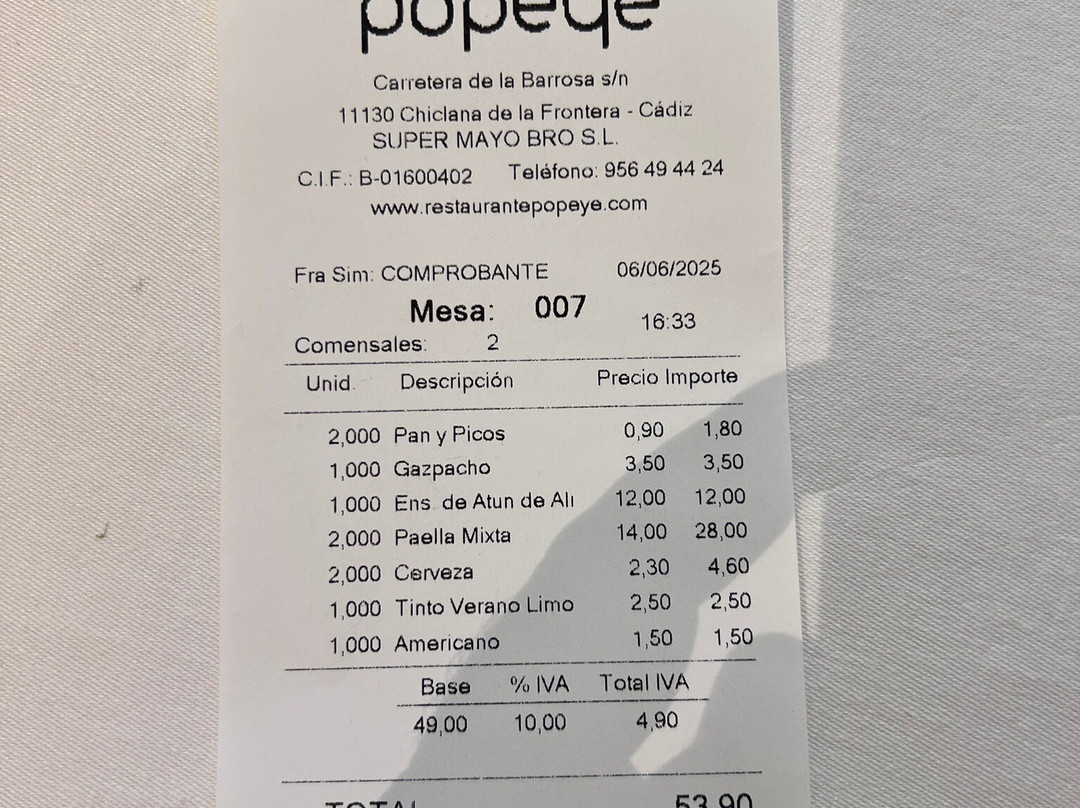 popeye
Carretera de la Barrosa s/n
11130 Chiclana de la Frontera - Cádiz
SUPER MAYO BRO S.L.
C.I.F.: B-01600402 Teléfono: 956 49 44 24
www.restaurantepopeye.com
Fra Sim: COMPROBANTE 06/06/2025
Mesa: 007 16:33
Comensales: 2
Unid. Descripción Precio Importe
2,000 Pan y Picos 0,90 1,80
1,000 Gazpacho 3,50 3,50
1,000 Ens. de Atun de Ali 12,00 12,00
2,000 Paella Mixta 14,00 28,00
2,000 Cerveza 2,30 4,60
1,000 Tinto Verano Limo 2,50 2,50
1,000 Americano 1,50 1,50
Base % IVA Total IVA
49,00 10,00 4,90
TOTAL 53,90